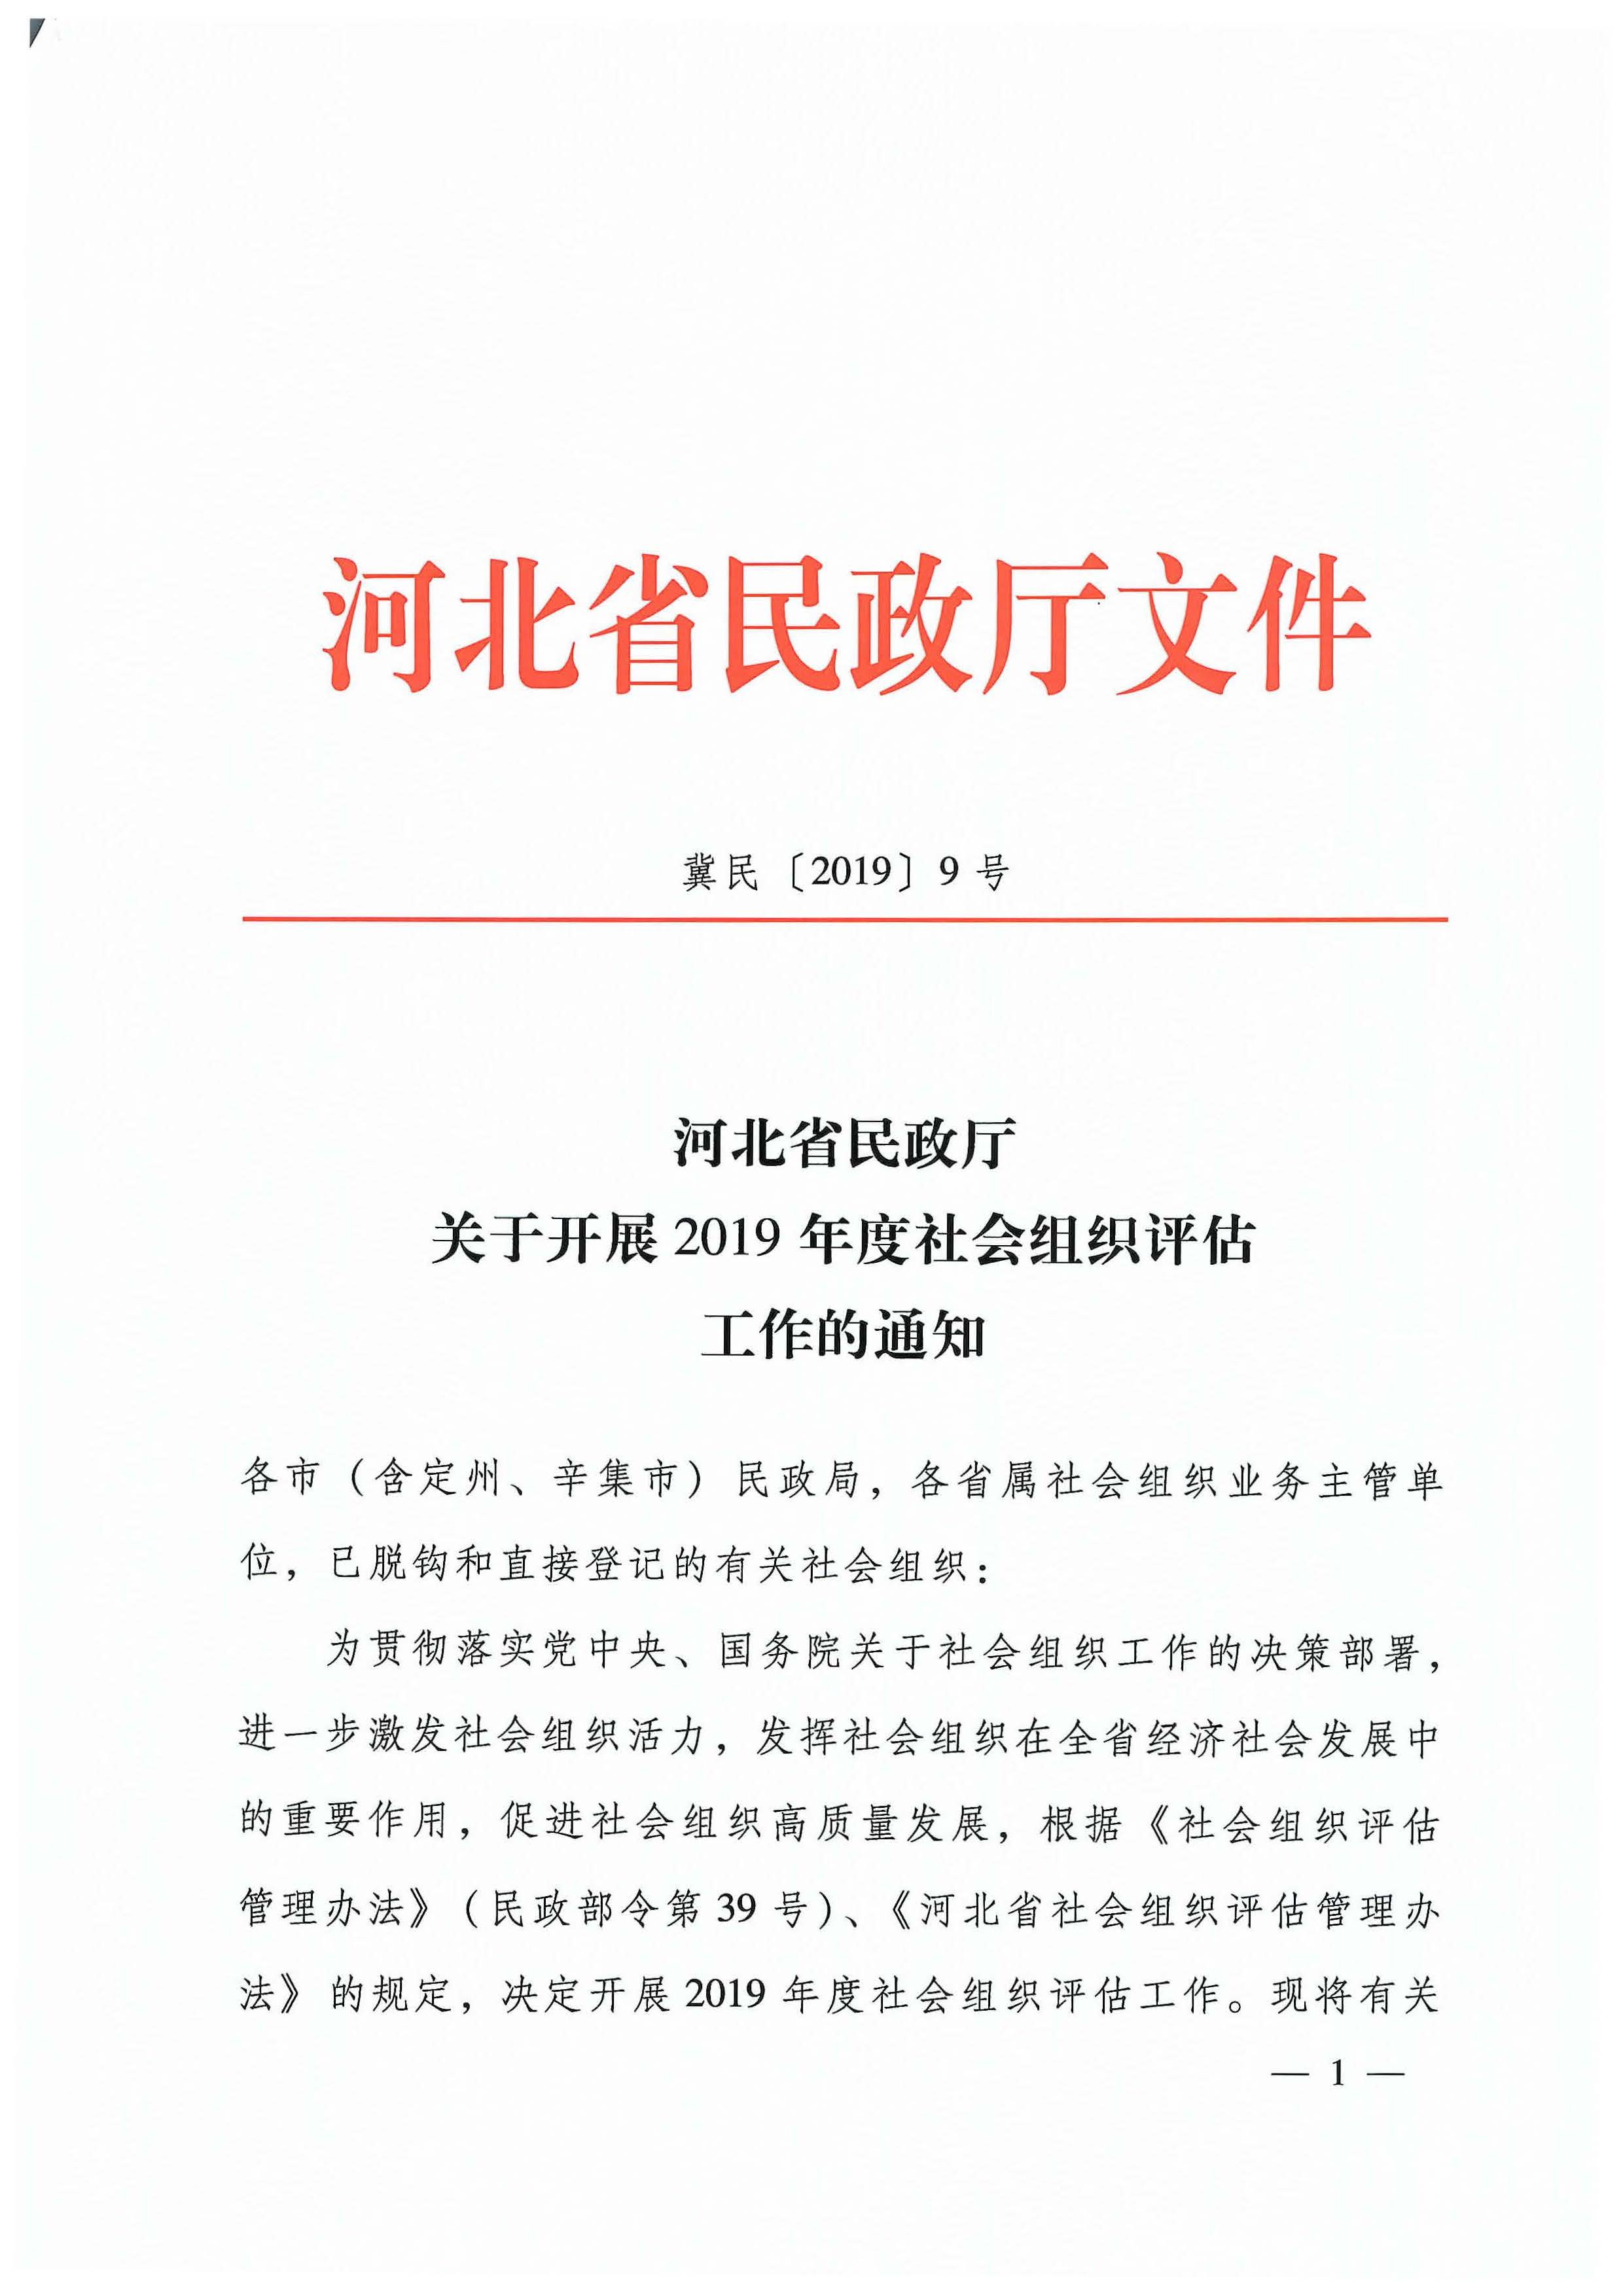 河北省民政厅文件
冀民〔2019〕9 号
河北省民政厅
关于开展 2019 年度社会组织评估
工作的通知
各市（含定州、辛集市）民政局，各省属社会组织业务主管单
位，已脱钩和直接登记的有关社会组织：
为贯彻落实党中央、国务院关于社会组织工作的决策部署，
进一步激发社会组织活力，发挥社会组织在全省经济社会发展中
的重要作用，促进社会组织高质量发展，根据《社会组织评估
管理办法》（民政部令第 39 号）、《河北省社会组织评估管理办
法》的规定，决定开展 2019 年度社会组织评估工作。现将有关
— 1 —